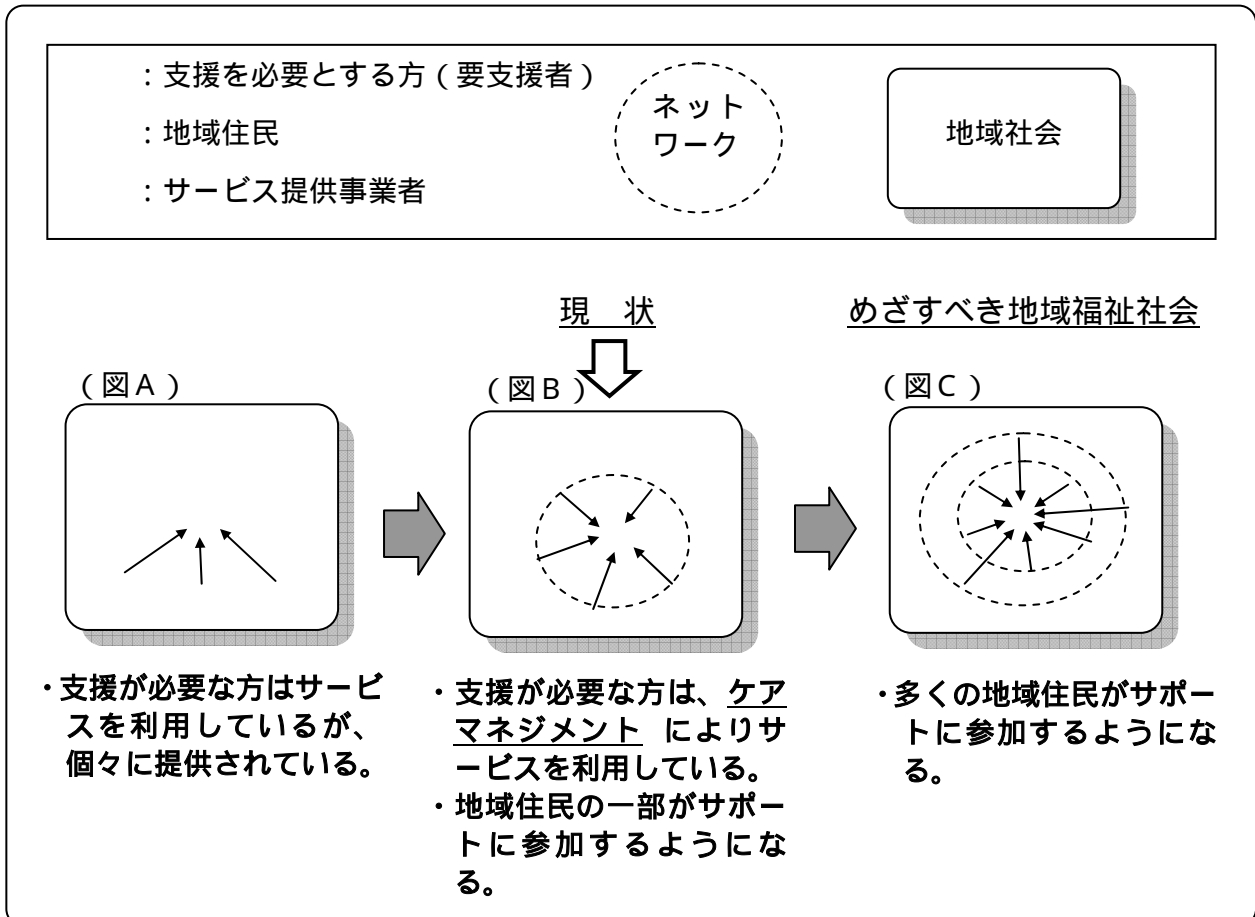 ：支援を必要とする方（要支援者）
：地域住民
：サービス提供事業者
ネット
ワーク
地域社会
現　状
めざすべき地域福祉社会
（図A）
（図B）
（図C）
・支援が必要な方はサービ
スを利用しているが、
個々に提供されている。
・支援が必要な方は、ケア
マネジメント によりサ
ービスを利用している。
・地域住民の一部がサポー
トに参加するようにな
る。
・多くの地域住民がサポー
トに参加するようにな
る。